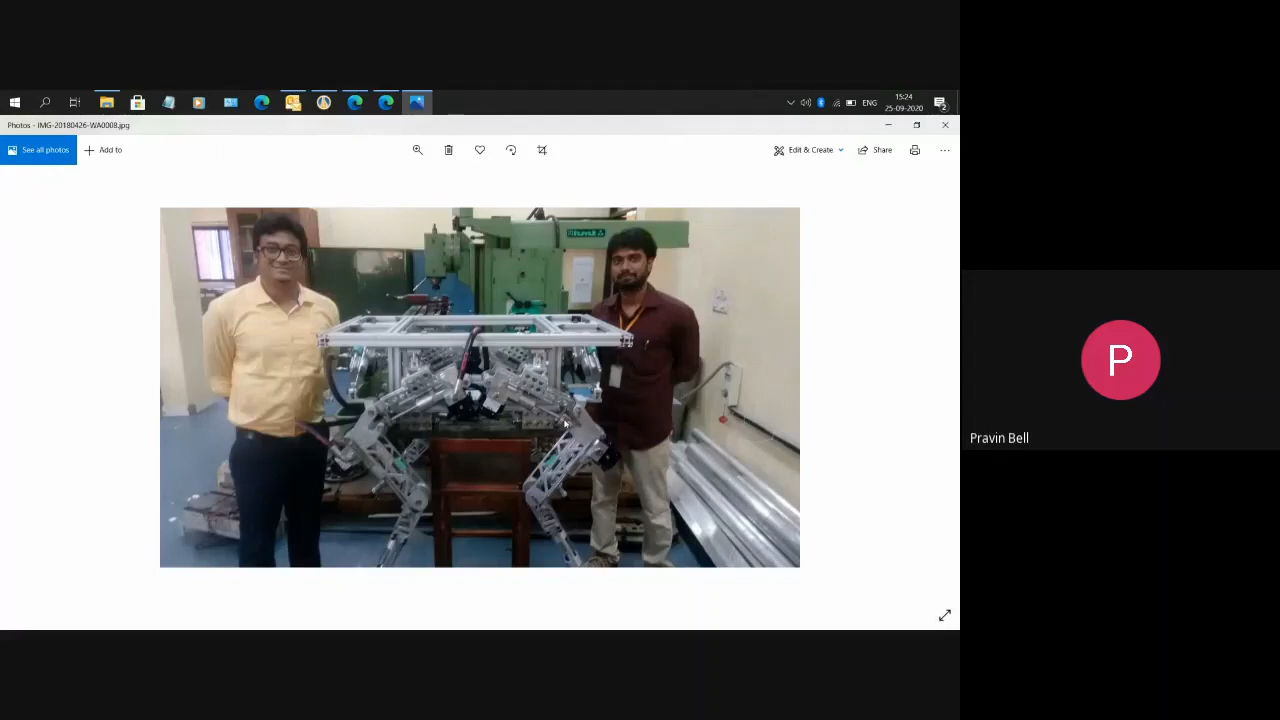 ENG
15:24
25-09-2020
2
Photos - IMG-20180426-WA0008.jpg
See all photos
Add to
Edit & Create
Share
P
Pravin Bell